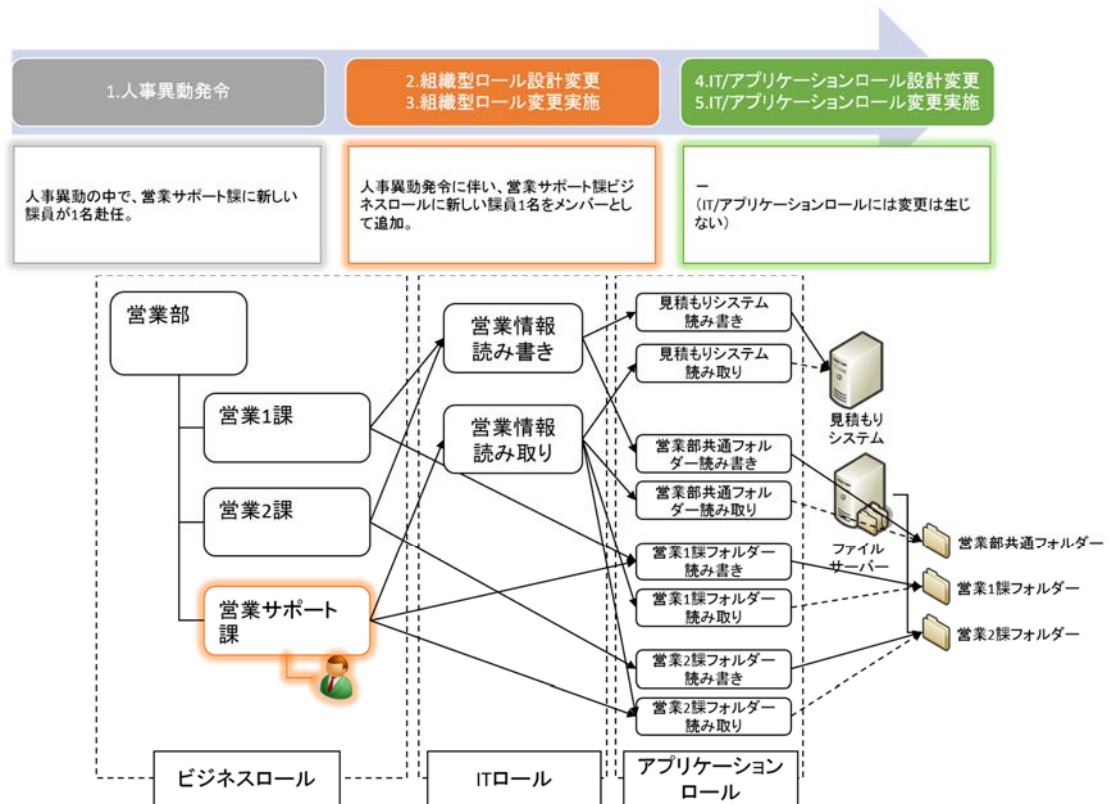 1.人事異動発令
2.組織型ロール設計変更
3.組織型ロール変更実施
4.IT/アプリケーションロール設計変更
5.IT/アプリケーションロール変更実施
人事異動の中で、営業サポート課に新しい
課員が1名赴任。
人事異動発令に伴い、営業サポート課ビジ
ネスロールに新しい課員1名をメンバーとし
て追加。
－
（IT/アプリケーションロールには変更は生じ
ない）
営業部
営業1課
営業2課
営業サポート
課
営業情報
読み書き
営業情報
読み取り
見積もりシステム
読み書き
見積もりシステム
読み取り
営業部共通フォル
ダー読み書き
営業部共通フォル
ダー読み取り
営業1課フォルダー
読み書き
営業1課フォルダー
読み取り
営業2課フォルダー
読み書き
営業2課フォルダー
読み取り
見積もり
システム
ファイル
サーバー
営業部共通フォルダー
営業1課フォルダー
営業2課フォルダー
ビジネスロール
ITロール
アプリケーション
ロール